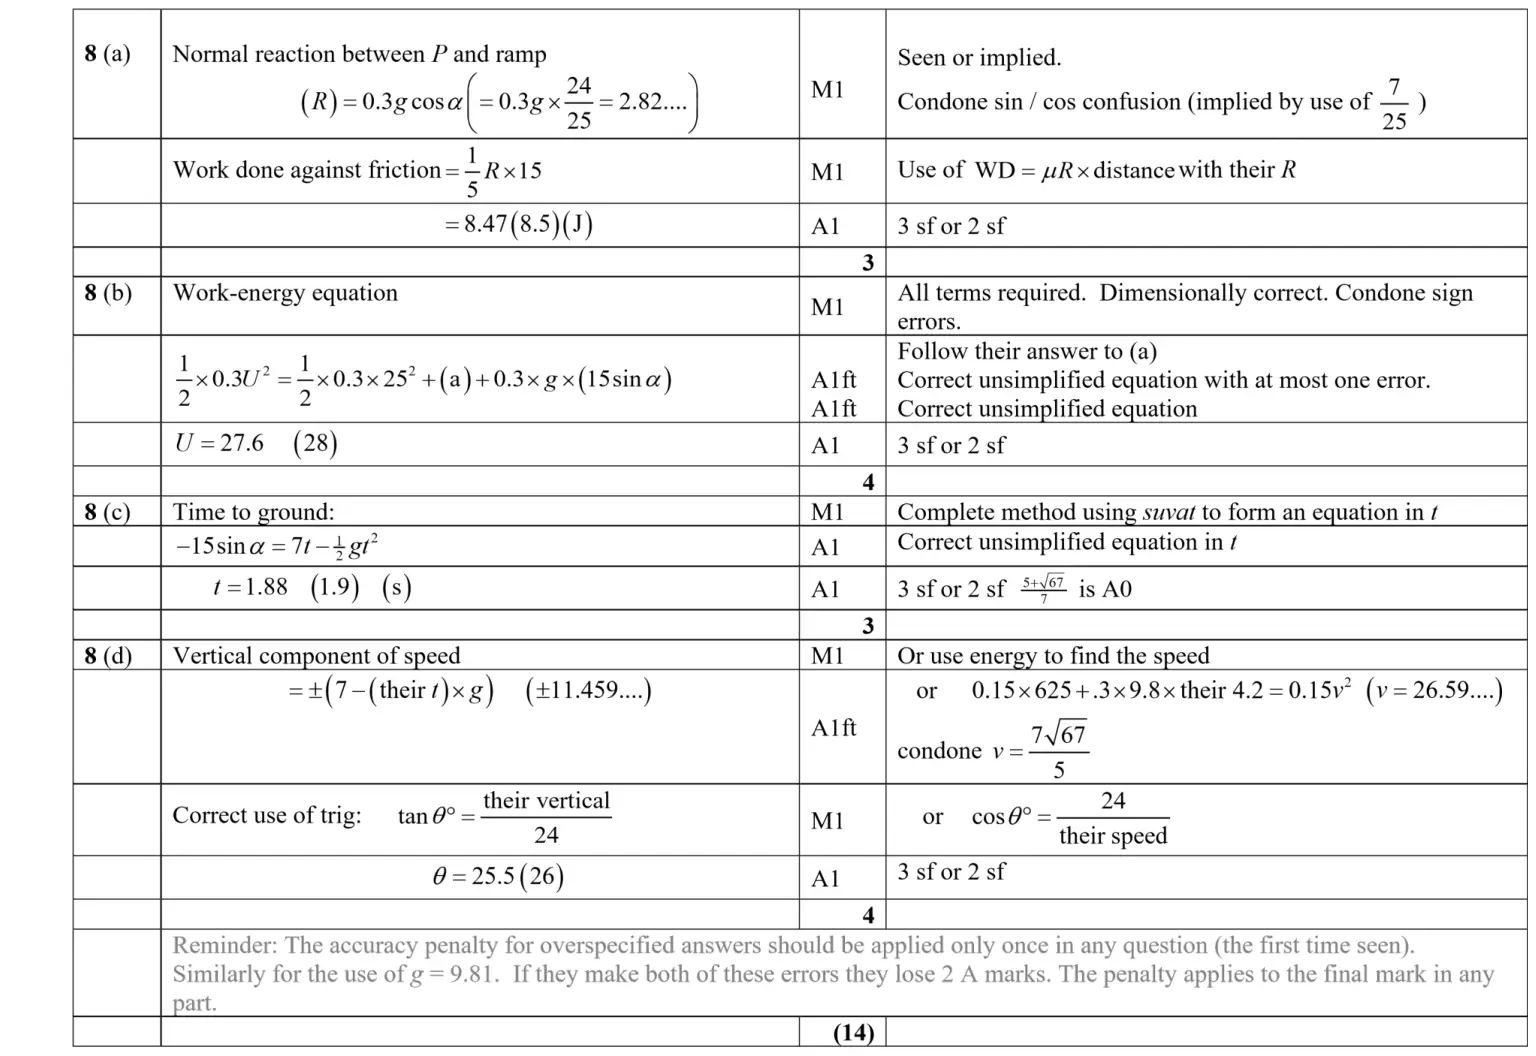 8 (a) Normal reaction between P and ramp
(R) = 0.3g cos α (= 0.3g × 24/25 = 2.82....)
M1
Seen or implied.
Condone sin / cos confusion (implied by use of 7/25 )
Work done against friction = 1/5 R × 15
M1
Use of WD = μR × distance with their R
= 8.47 (8.5) (J)
A1
3 sf or 2 sf
3
8 (b) Work-energy equation
M1
All terms required. Dimensionally correct. Condone sign
errors.
1/2 × 0.3U² = 1/2 × 0.3 × 25² + (a) + 0.3 × g × (15 sin α)
A1ft
A1ft
Follow their answer to (a)
Correct unsimplified equation with at most one error.
Correct unsimplified equation
U = 27.6 (28)
A1
3 sf or 2 sf
4
8 (c) Time to ground:
M1
Complete method using suvat to form an equation in t
−15 sin α = 7t − ½ gt²
A1
Correct unsimplified equation in t
t = 1.88 (1.9) (s)
A1
3 sf or 2 sf (5+√67)/7 is A0
3
8 (d) Vertical component of speed
M1
Or use energy to find the speed
= ±(7 − (their t) × g) (±11.459....)
A1ft
or 0.15 × 625 + .3 × 9.8 × their 4.2 = 0.15v² (v = 26.59....)
condone v = 7√67/5
Correct use of trig: tan θ° = their vertical/24
M1
or cos θ° = 24/their speed
θ = 25.5 (26)
A1
3 sf or 2 sf
4
Reminder: The accuracy penalty for overspecified answers should be applied only once in any question (the first time seen).
Similarly for the use of g = 9.81. If they make both of these errors they lose 2 A marks. The penalty applies to the final mark in any
part.
(14)